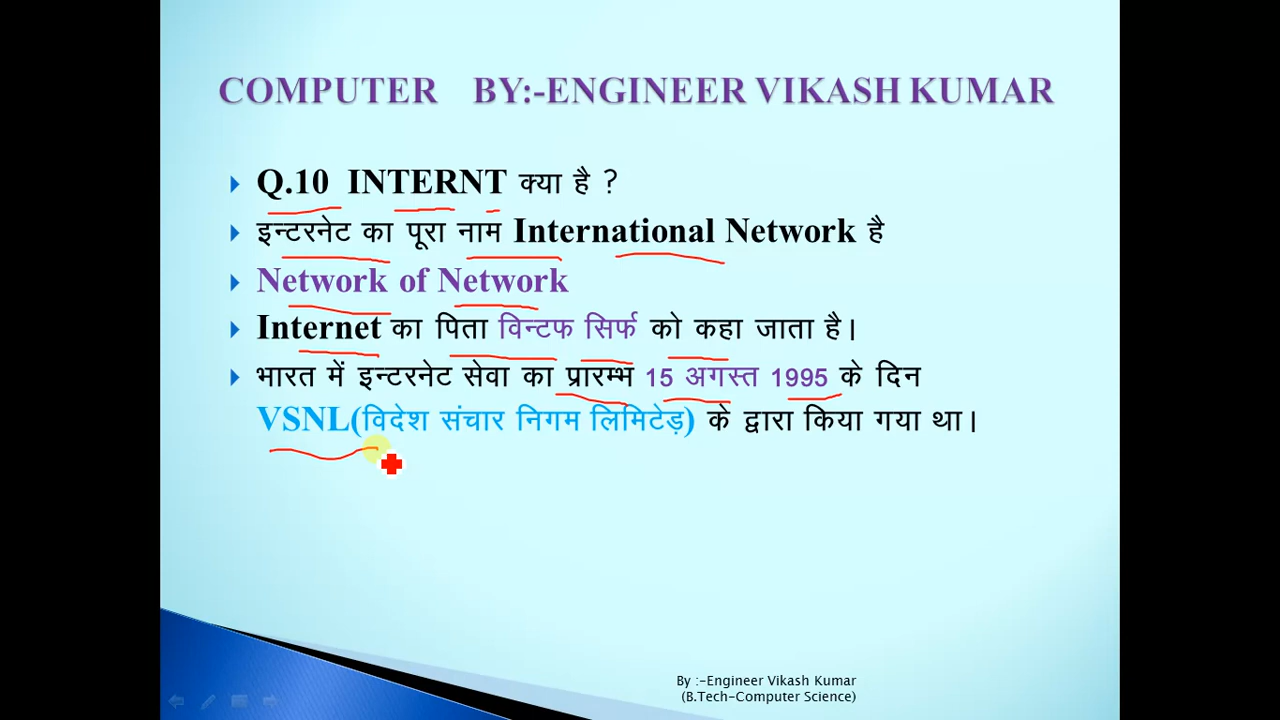 COMPUTER BY:-ENGINEER VIKASH KUMAR
Q.10 INTERNT क्या है ?
इन्टरनेट का पूरा नाम International Network है
Network of Network
Internet का पिता विन्टफ सिर्फ को कहा जाता है।
भारत में इन्टरनेट सेवा का प्रारम्भ 15 अगस्त 1995 के दिन
VSNL(विदेश संचार निगम लिमिटेड़) के द्वारा किया गया था।
By :-Engineer Vikash Kumar
(B.Tech-Computer Science)